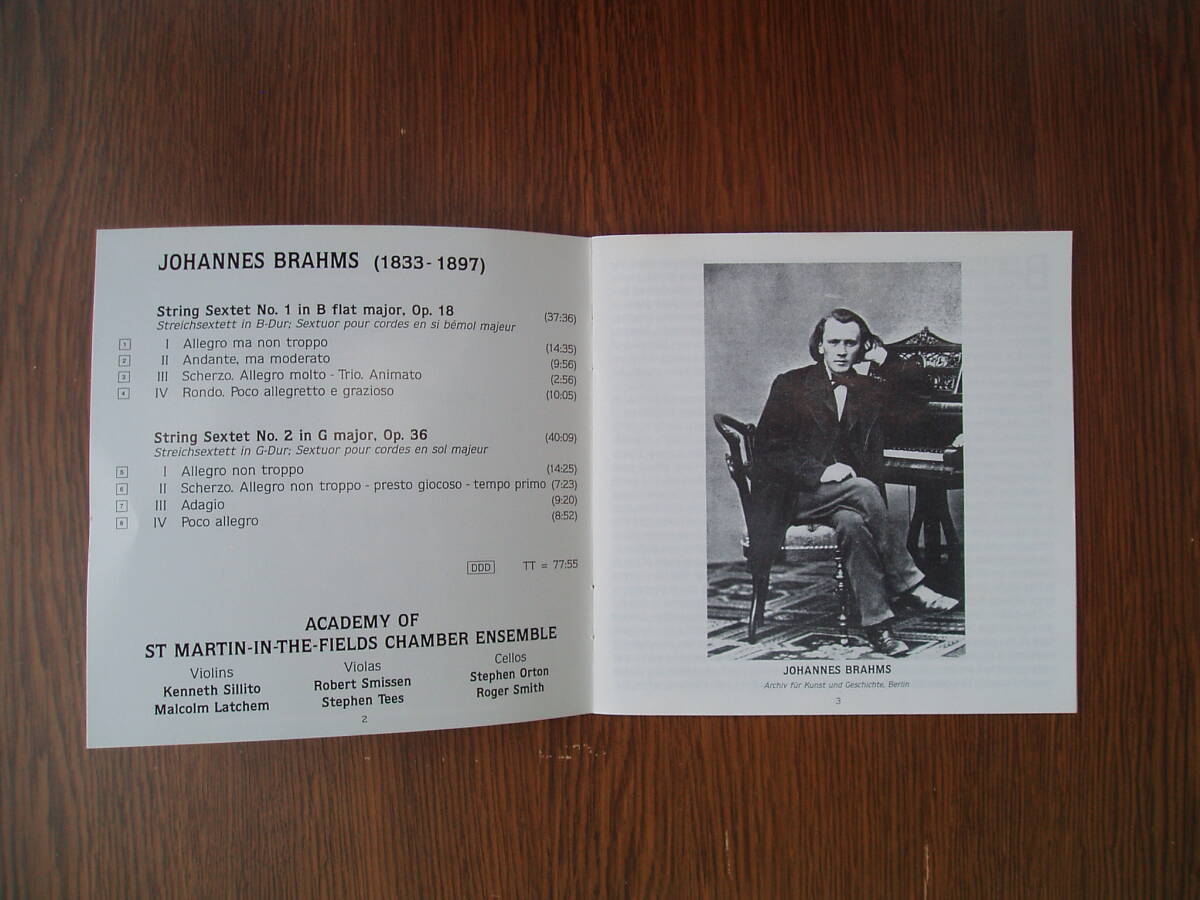 JOHANNES BRAHMS (1833-1897)
String Sextet No. 1 in B flat major, Op. 18 (37:36)
Streichsextett in B-Dur; Sextuor pour cordes en si bémol majeur
1 I Allegro ma non troppo (14:35)
2 II Andante, ma moderato (9:56)
3 III Scherzo. Allegro molto - Trio. Animato (2:56)
4 IV Rondo. Poco allegretto e grazioso (10:05)
String Sextet No. 2 in G major, Op. 36 (40:09)
Streichsextett in G-Dur; Sextuor pour cordes en sol majeur
5 I Allegro non troppo (14:25)
6 II Scherzo. Allegro non troppo - presto giocoso - tempo primo (7:23)
7 III Adagio (9:20)
8 IV Poco allegro (8:52)
DDD TT = 77:55
ACADEMY OF
ST MARTIN-IN-THE-FIELDS CHAMBER ENSEMBLE
Violins Violas Cellos
Kenneth Sillito Robert Smissen Stephen Orton
Malcolm Latchem Stephen Tees Roger Smith
2
JOHANNES BRAHMS
Archiv für Kunst und Geschichte, Berlin
3